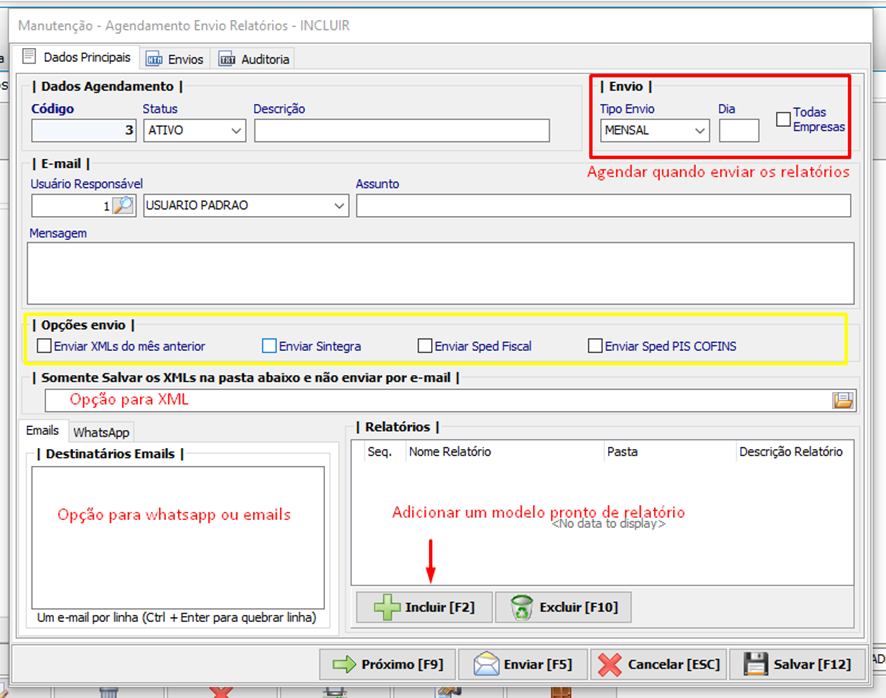 Manutenção - Agendamento Envio Relatórios - INCLUIR
Dados Principais
Envios
Auditoria
| Dados Agendamento |
Código
Status
Descrição
3
ATIVO
| Envio |
Tipo Envio
Dia
MENSAL
Todas
Empresas
Agendar quando enviar os relatórios
| E-mail |
Usuário Responsável
Assunto
1
USUARIO PADRAO
Mensagem
| Opções envio |
Enviar XMLs do mês anterior
Enviar Sintegra
Enviar Sped Fiscal
Enviar Sped PIS COFINS
| Somente Salvar os XMLs na pasta abaixo e não enviar por e-mail |
Opção para XML
Emails
WhatsApp
| Destinatários Emails |
Opção para whatsapp ou emails
Um e-mail por linha (Ctrl + Enter para quebrar linha)
| Relatórios |
Seq.
Nome Relatório
Pasta
Descrição Relatório
Adicionar um modelo pronto de relatório
<No data to display>
Incluir [F2]
Excluir [F10]
Próximo [F9]
Enviar [F5]
Cancelar [ESC]
Salvar [F12]